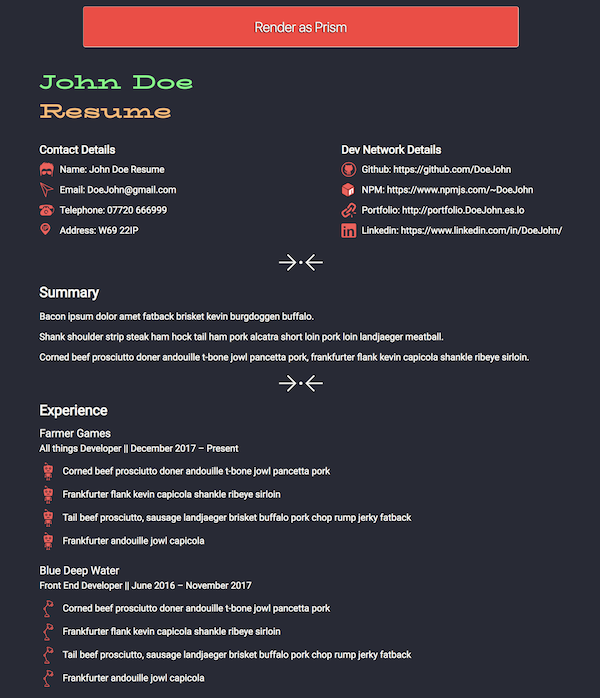 Render as Prism
John Doe
Resume
Contact Details
Name: John Doe Resume
Email: DoeJohn@gmail.com
Telephone: 07720 666999
Address: W69 22IP
Dev Network Details
Github: https://github.com/DoeJohn
NPM: https://www.npmjs.com/~DoeJohn
Portfolio: http://portfolio.DoeJohn.es.lo
Linkedin: https://www.linkedin.com/in/DoeJohn/
Summary
Bacon ipsum dolor amet fatback brisket kevin burgdoggen buffalo.
Shank shoulder strip steak ham hock tail ham pork alcatra short loin pork loin landjaeger meatball.
Corned beef prosciutto doner andouille t-bone jowl pancetta pork, frankfurter flank kevin capicola shankle ribeye sirloin.
Experience
Farmer Games
All things Developer || December 2017 – Present
Corned beef prosciutto doner andouille t-bone jowl pancetta pork
Frankfurter flank kevin capicola shankle ribeye sirloin
Tail beef prosciutto, sausage landjaeger brisket buffalo pork chop rump jerky fatback
Frankfurter andouille jowl capicola
Blue Deep Water
Front End Developer || June 2016 – November 2017
Corned beef prosciutto doner andouille t-bone jowl pancetta pork
Frankfurter flank kevin capicola shankle ribeye sirloin
Tail beef prosciutto, sausage landjaeger brisket buffalo pork chop rump jerky fatback
Frankfurter andouille jowl capicola